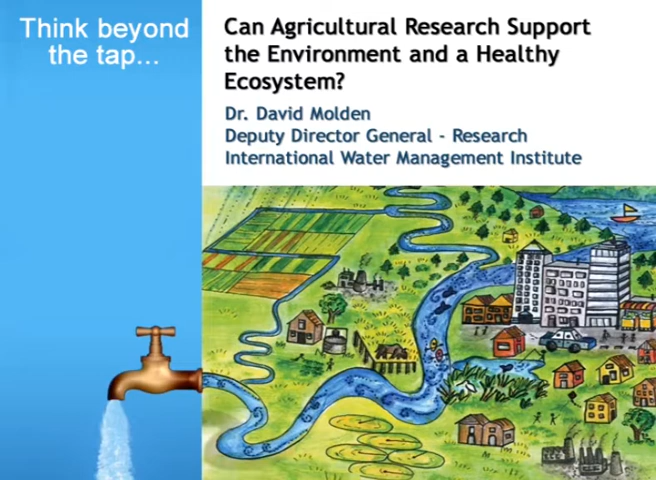 Think beyond
the tap...
Can Agricultural Research Support
the Environment and a Healthy
Ecosystem?
Dr. David Molden
Deputy Director General - Research
International Water Management Institute